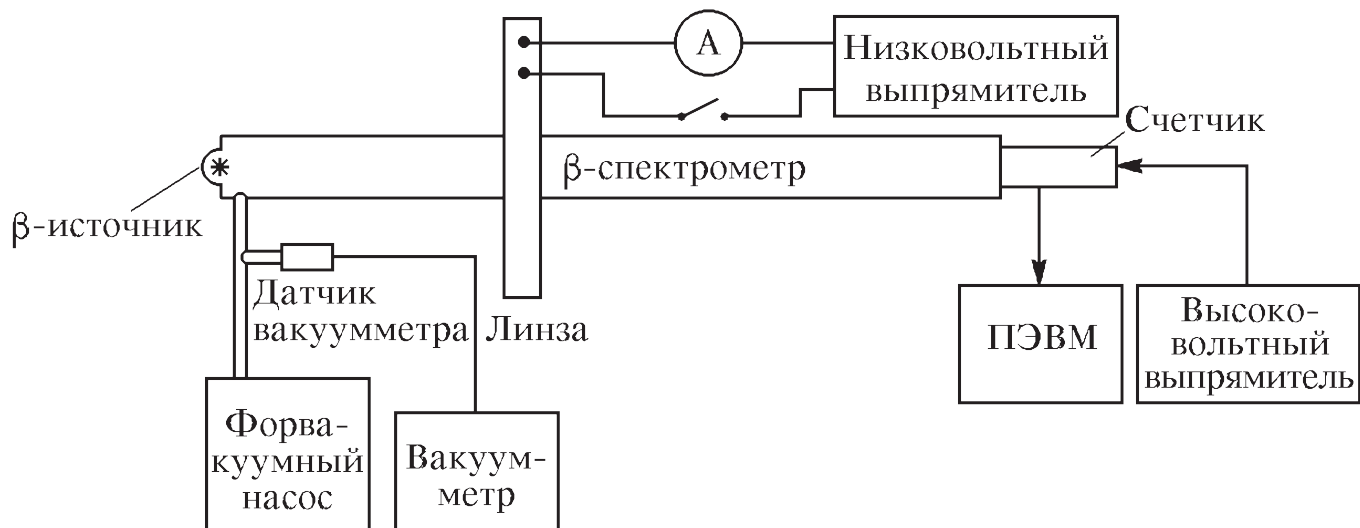 А
Низковольтный
выпрямитель
Счетчик
β-спектрометр
β-источник
Датчик
вакуумметра
Линза
ПЭВМ
Высоко-
вольтный
выпрямитель
Форва-
куумный
насос
Вакуум-
метр